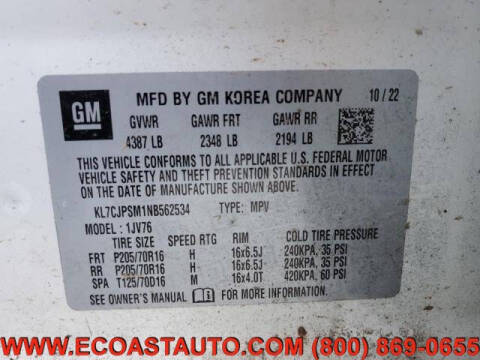 GM
MFD BY GM KOREA COMPANY 10/22
GVWR GAWR FRT GAWR RR
4387 LB 2348 LB 2194 LB
THIS VEHICLE CONFORMS TO ALL APPLICABLE U.S. FEDERAL MOTOR
VEHICLE SAFETY AND THEFT PREVENTION STANDARDS IN EFFECT
ON THE DATE OF MANUFACTURE SHOWN ABOVE.
KL7CJPSM1NB562534 TYPE: MPV
MODEL: 1JV76
TIRE SIZE SPEED RTG RIM COLD TIRE PRESSURE
FRT P205/70R16 H 16x6.5J 240KPA, 35 PSI
RR P205/70R16 H 16x6.5J 240KPA, 35 PSI
SPA T125/70D16 M 16x4.0T 420KPA, 60 PSI
SEE OWNER'S MANUAL FOR MORE INFORMATION
WWW.ECOASTAUTO.COM (800) 869-0655